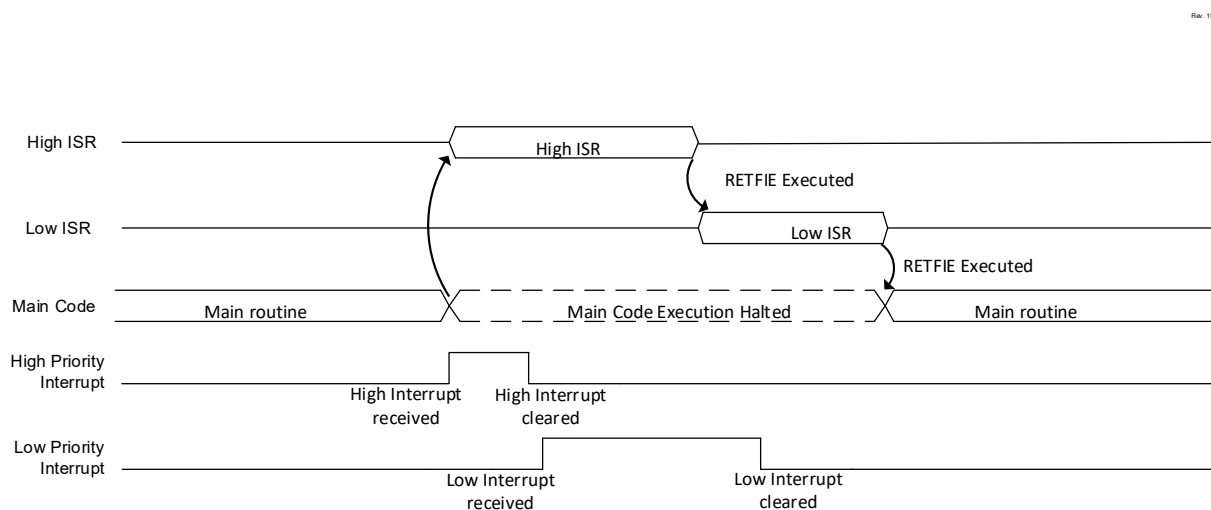 Rev. 10
High ISR
High ISR
RETFIE Executed
Low ISR
Low ISR
RETFIE Executed
Main Code
Main routine
Main Code Execution Halted
Main routine
High Priority
Interrupt
High Interrupt
received
High Interrupt
cleared
Low Priority
Interrupt
Low Interrupt
received
Low Interrupt
cleared